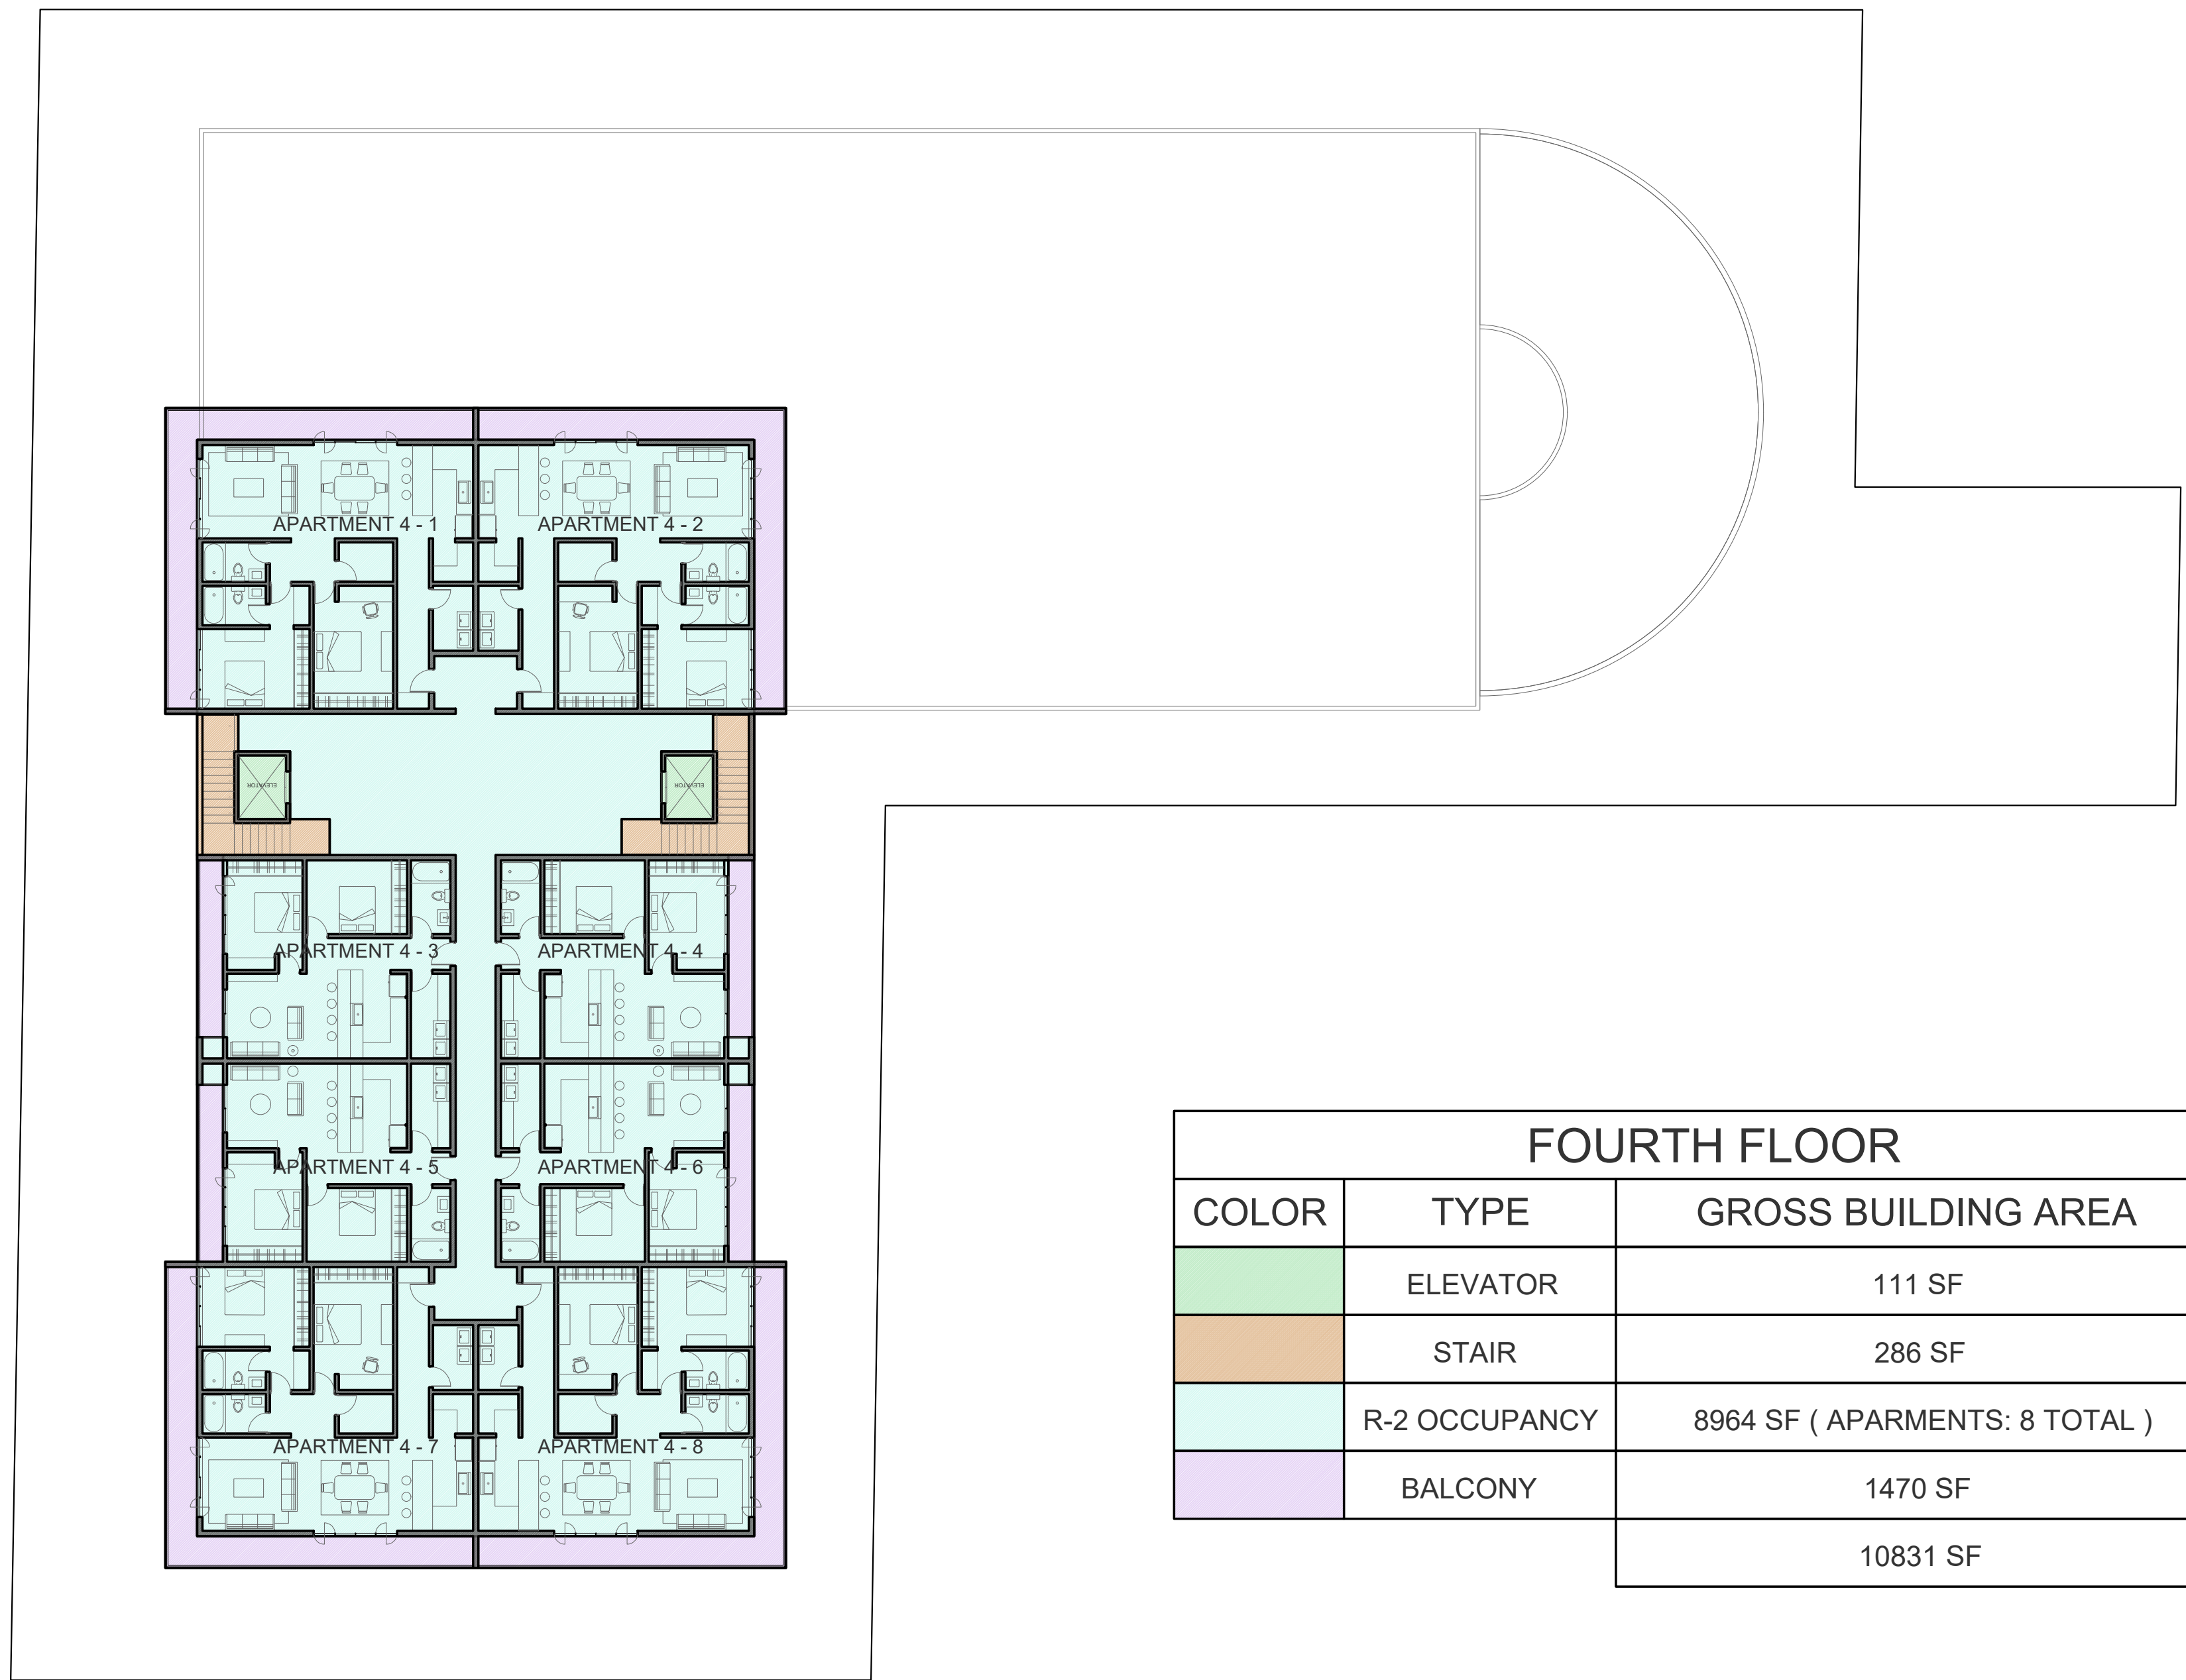 APARTMENT 4 - 1
APARTMENT 4 - 2
ELEVATOR
ELEVATOR
APARTMENT 4 - 3
APARTMENT 4 - 4
APARTMENT 4 - 5
APARTMENT 4 - 6
APARTMENT 4 - 7
APARTMENT 4 - 8
FOURTH FLOOR
COLOR TYPE GROSS BUILDING AREA
ELEVATOR 111 SF
STAIR 286 SF
R-2 OCCUPANCY 8964 SF ( APARMENTS: 8 TOTAL )
BALCONY 1470 SF
10831 SF